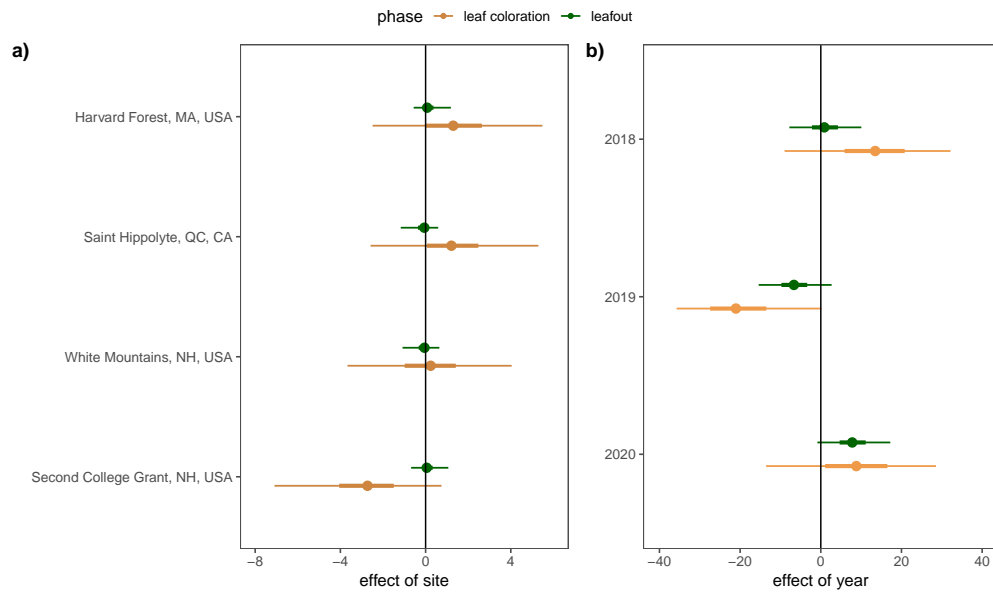 phase leaf coloration leafout
a)
Harvard Forest, MA, USA
Saint Hippolyte, QC, CA
White Mountains, NH, USA
Second College Grant, NH, USA
−8 −4 0 4
effect of site
b)
2018
2019
2020
−40 −20 0 20 40
effect of year